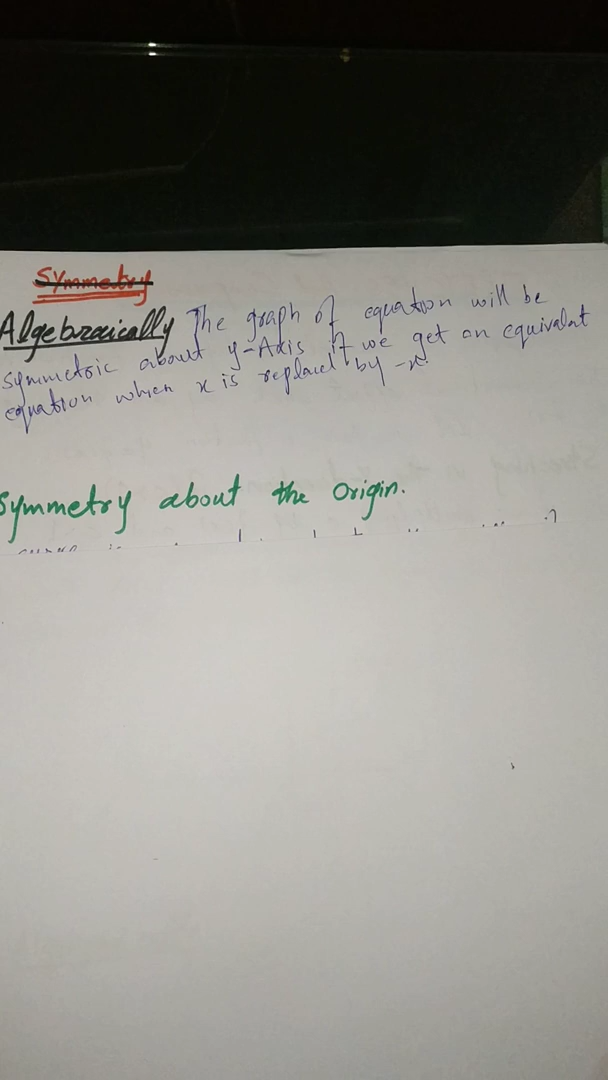 Symmetry
Algebraically The graph of equation will be
symmetric about y-Axis if we get an equivalent
equation when x is replaced by -x.
Symmetry about the Origin.